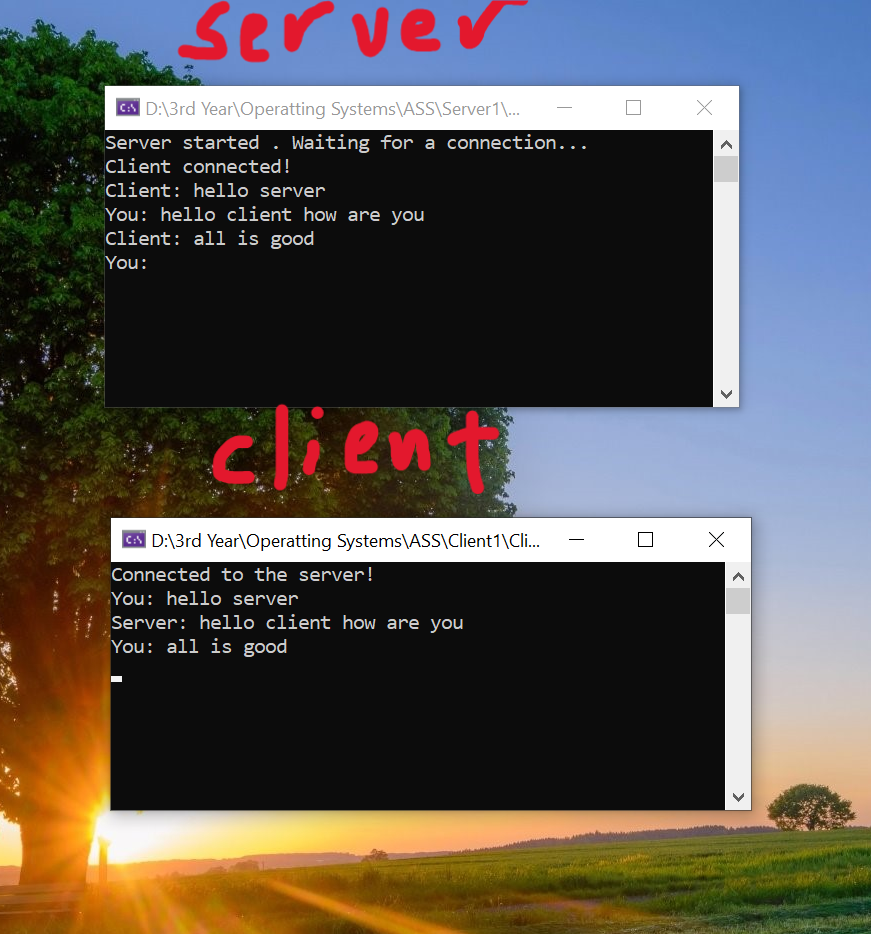 server
D:\3rd Year\Operatting Systems\ASS\Server1\...
Server started . Waiting for a connection...
Client connected!
Client: hello server
You: hello client how are you
Client: all is good
You:
client
D:\3rd Year\Operatting Systems\ASS\Client1\Cli...
Connected to the server!
You: hello server
Server: hello client how are you
You: all is good